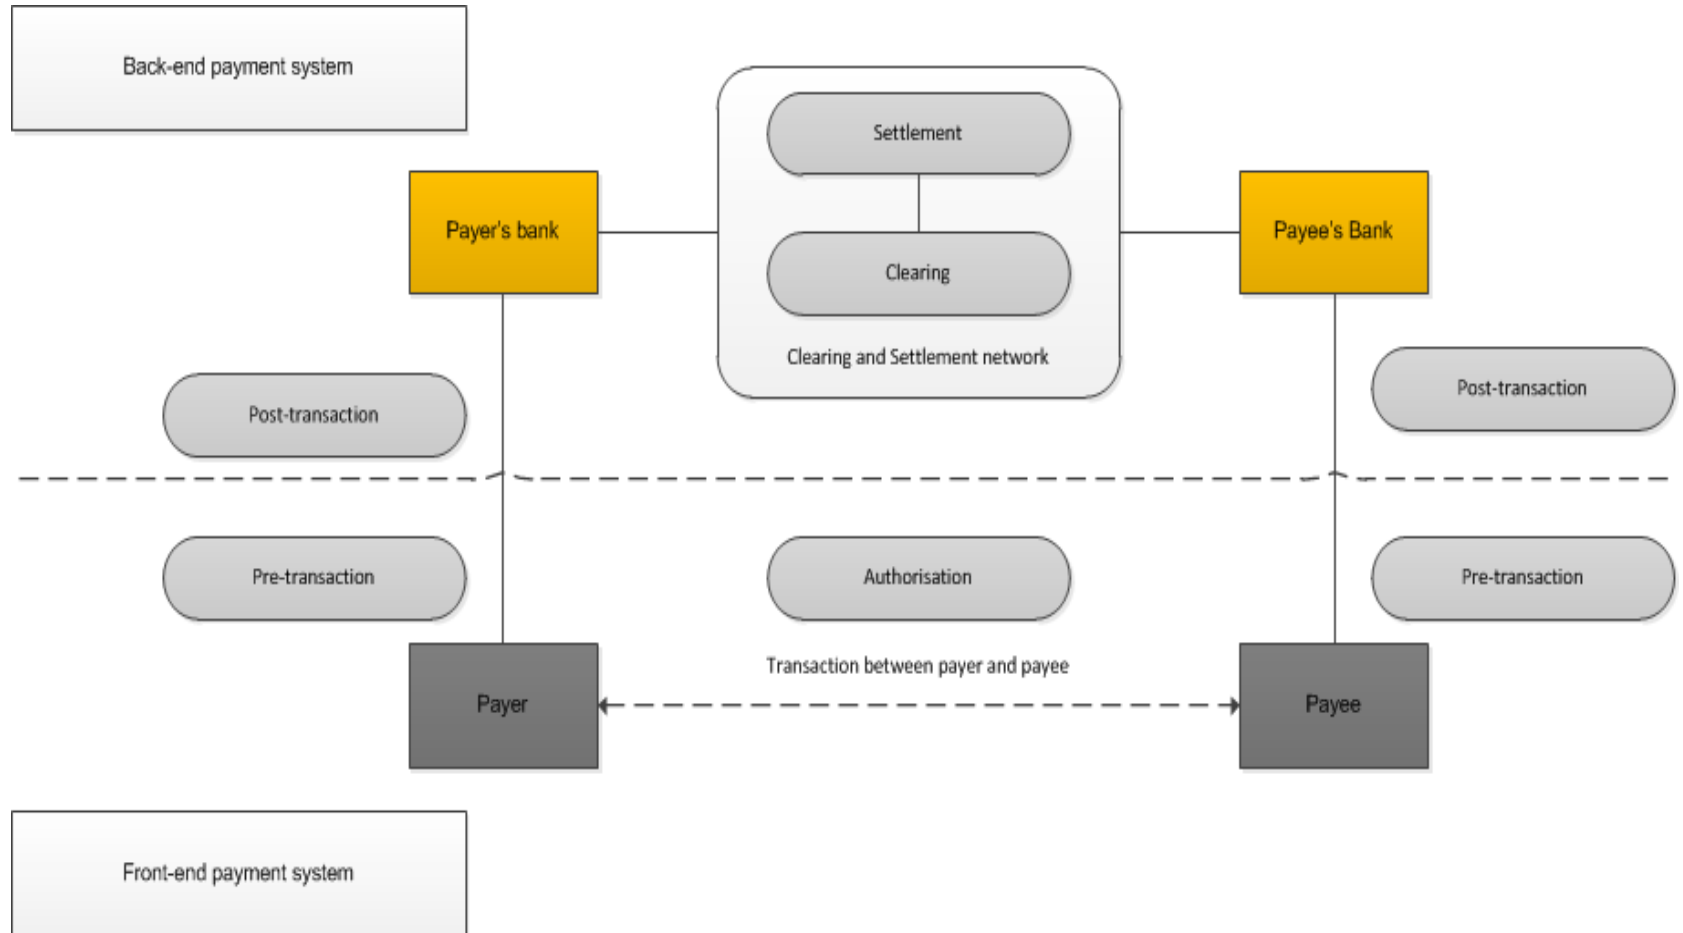 Back-end payment system
Settlement
Payer's bank
Payee's Bank
Clearing
Clearing and Settlement network
Post-transaction
Post-transaction
Pre-transaction
Authorisation
Pre-transaction
Transaction between payer and payee
Payer
Payee
Front-end payment system